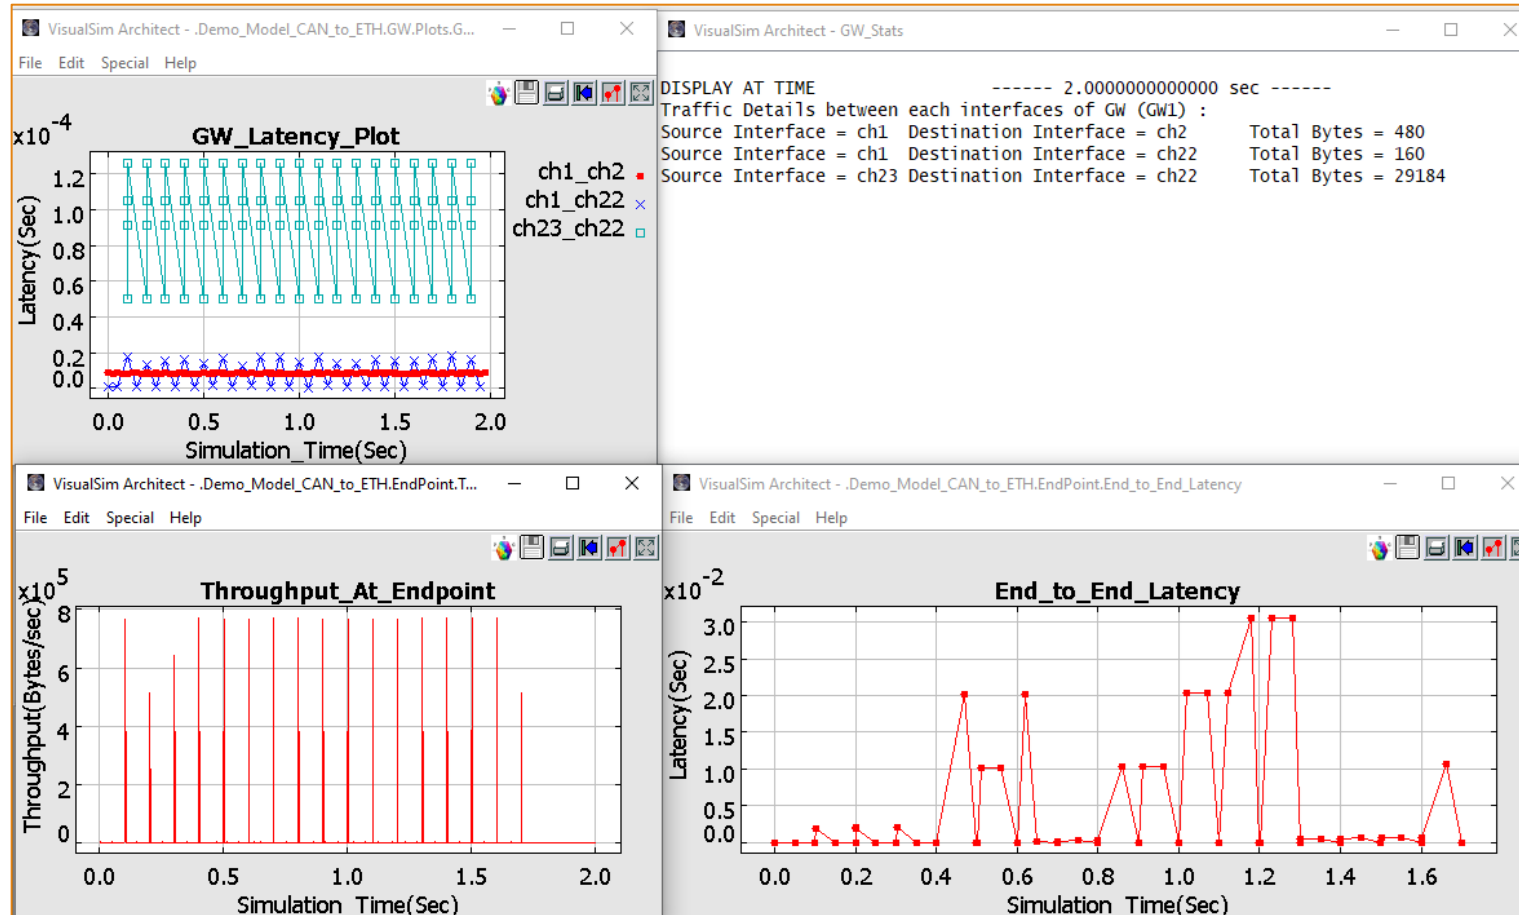 VisualSim Architect - .Demo_Model_CAN_to_ETH.GW.Plots.G...
File Edit Special Help
GW_Latency_Plot
x10^-4
Latency(Sec)
1.2
1.0
0.8
0.6
0.4
0.2
0.0
0.0 0.5 1.0 1.5 2.0
Simulation_Time(Sec)
ch1_ch2
ch1_ch22
ch23_ch22
VisualSim Architect - GW_Stats
DISPLAY AT TIME ------ 2.0000000000000 sec ------
Traffic Details between each interfaces of GW (GW1) :
Source Interface = ch1 Destination Interface = ch2 Total Bytes = 480
Source Interface = ch1 Destination Interface = ch22 Total Bytes = 160
Source Interface = ch23 Destination Interface = ch22 Total Bytes = 29184
VisualSim Architect - .Demo_Model_CAN_to_ETH.EndPoint.T...
File Edit Special Help
Throughput_At_Endpoint
x10^5
Throughput(Bytes/sec)
8
6
4
2
0
0.0 0.5 1.0 1.5 2.0
Simulation_Time(Sec)
VisualSim Architect - .Demo_Model_CAN_to_ETH.EndPoint.End_to_End_Latency
File Edit Special Help
End_to_End_Latency
x10^-2
Latency(Sec)
3.0
2.5
2.0
1.5
1.0
0.5
0.0
0.0 0.2 0.4 0.6 0.8 1.0 1.2 1.4 1.6
Simulation_Time(Sec)